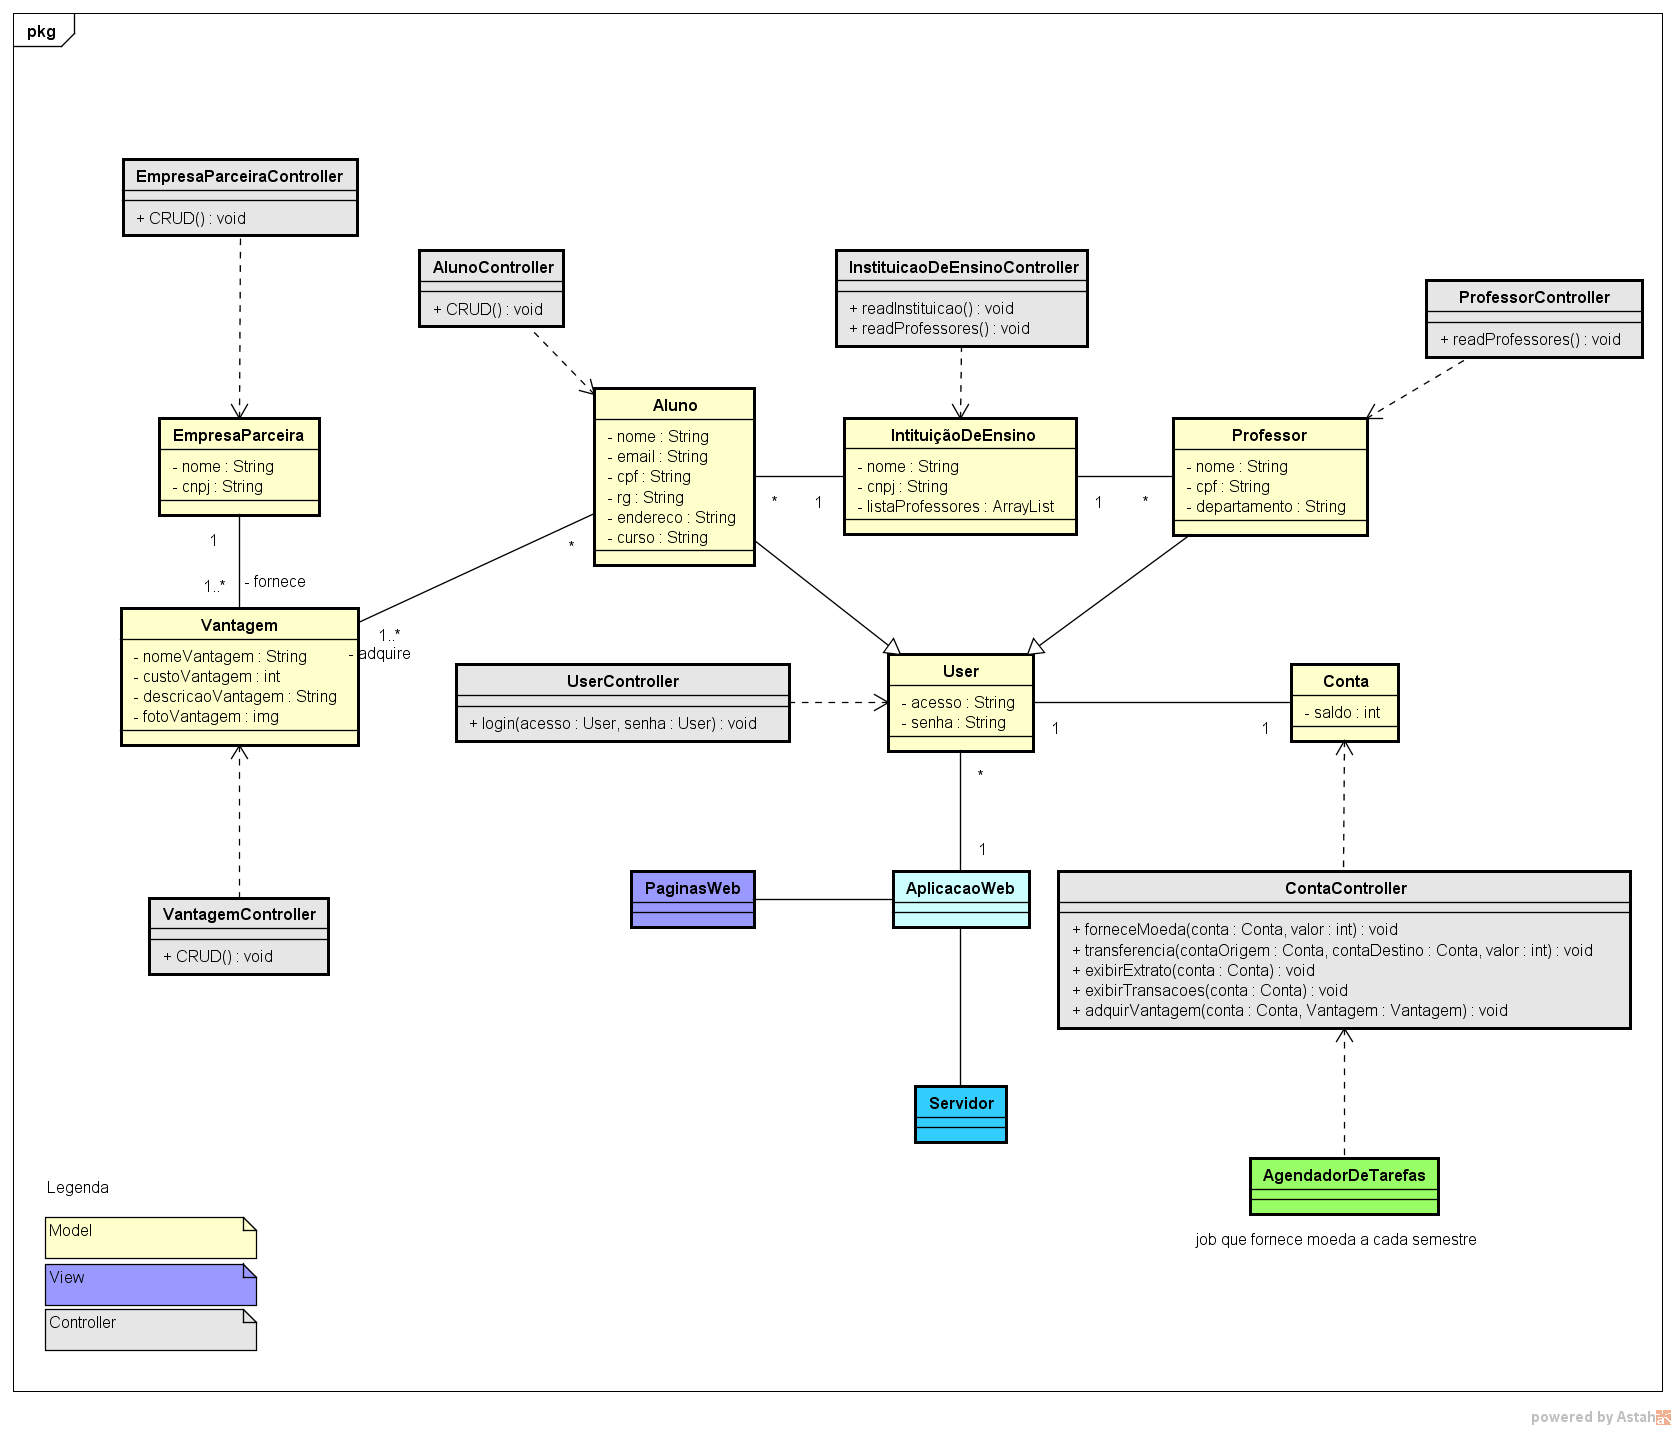 pkg
EmpresaParceiraController
+ CRUD() : void
AlunoController
+ CRUD() : void
InstituicaoDeEnsinoController
+ readInstituicao() : void
+ readProfessores() : void
ProfessorController
+ readProfessores() : void
EmpresaParceira
- nome : String
- cnpj : String
Aluno
- nome : String
- email : String
- cpf : String
- rg : String
- endereco : String
- curso : String
IntituiçãoDeEnsino
- nome : String
- cnpj : String
- listaProfessores : ArrayList
Professor
- nome : String
- cpf : String
- departamento : String
* 1
1 *
1
1..* - fornece
*
1..*
- adquire
Vantagem
- nomeVantagem : String
- custoVantagem : int
- descricaoVantagem : String
- fotoVantagem : img
UserController
+ login(acesso : User, senha : User) : void
User
- acesso : String
- senha : String
Conta
- saldo : int
1 1
*
1
VantagemController
+ CRUD() : void
PaginasWeb
AplicacaoWeb
ContaController
+ forneceMoeda(conta : Conta, valor : int) : void
+ transferencia(contaOrigem : Conta, contaDestino : Conta, valor : int) : void
+ exibirExtrato(conta : Conta) : void
+ exibirTransacoes(conta : Conta) : void
+ adquirVantagem(conta : Conta, Vantagem : Vantagem) : void
Servidor
AgendadorDeTarefas
job que fornece moeda a cada semestre
Legenda
Model
View
Controller
powered by Astah